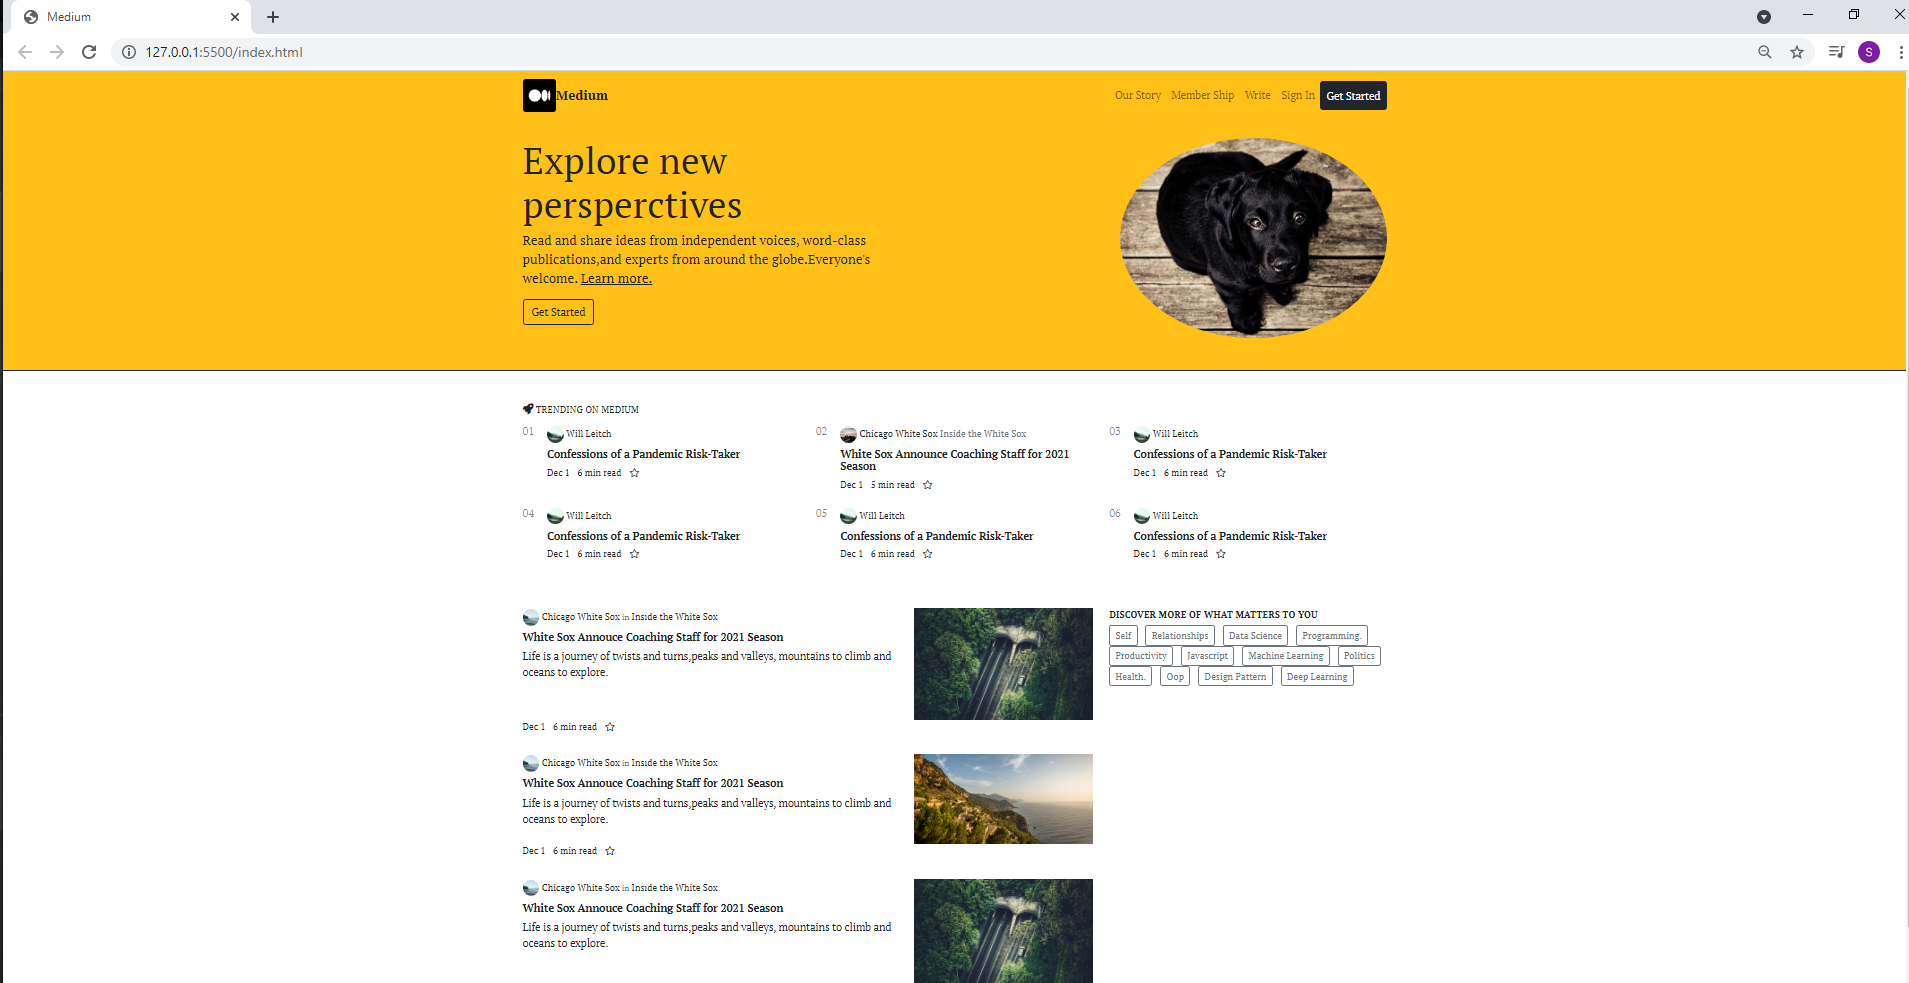 Medium
127.0.0.1:5500/index.html
S
Medium
Our Story Member Ship Write Sign In Get Started
Explore new
persperctives
Read and share ideas from independent voices, word-class
publications,and experts from around the globe.Everyone's
welcome. Learn more.
Get Started
TRENDING ON MEDIUM
01 Will Leitch
Confessions of a Pandemic Risk-Taker
Dec 1 6 min read
02 Chicago White Sox Inside the White Sox
White Sox Announce Coaching Staff for 2021
Season
Dec 1 5 min read
03 Will Leitch
Confessions of a Pandemic Risk-Taker
Dec 1 6 min read
04 Will Leitch
Confessions of a Pandemic Risk-Taker
Dec 1 6 min read
05 Will Leitch
Confessions of a Pandemic Risk-Taker
Dec 1 6 min read
06 Will Leitch
Confessions of a Pandemic Risk-Taker
Dec 1 6 min read
Chicago White Sox in Inside the White Sox
White Sox Annouce Coaching Staff for 2021 Season
Life is a journey of twists and turns,peaks and valleys, mountains to climb and
oceans to explore.
Dec 1 6 min read
Chicago White Sox in Inside the White Sox
White Sox Annouce Coaching Staff for 2021 Season
Life is a journey of twists and turns,peaks and valleys, mountains to climb and
oceans to explore.
Dec 1 6 min read
Chicago White Sox in Inside the White Sox
White Sox Annouce Coaching Staff for 2021 Season
Life is a journey of twists and turns,peaks and valleys, mountains to climb and
oceans to explore.
DISCOVER MORE OF WHAT MATTERS TO YOU
Self Relationships Data Science Programming.
Productivity Javascript Machine Learning Politics
Health. Oop Design Pattern Deep Learning